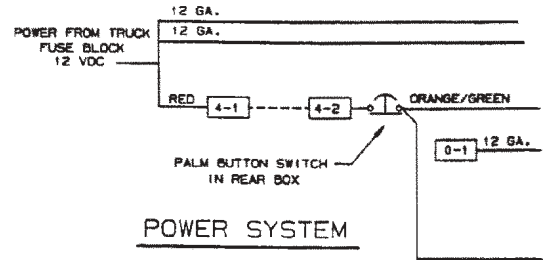 12 GA.
12 GA.
POWER FROM TRUCK
FUSE BLOCK
12 VDC
RED
4-1
4-2
ORANGE/GREEN
0-1
12 GA.
PALM BUTTON SWITCH
IN REAR BOX
POWER SYSTEM